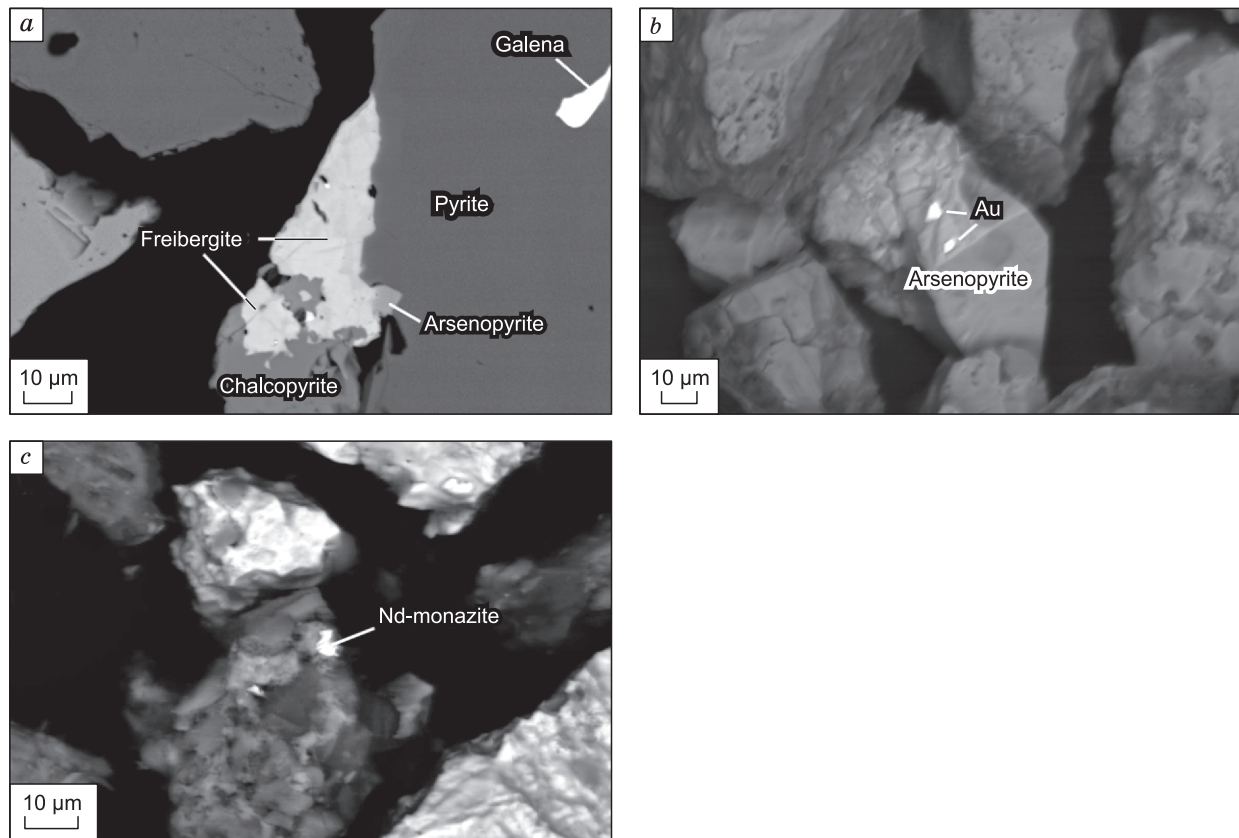 a
Galena
Pyrite
Freibergite
Arsenopyrite
Chalcopyrite
10 µm
b
Au
Arsenopyrite
10 µm
c
Nd-monazite
10 µm